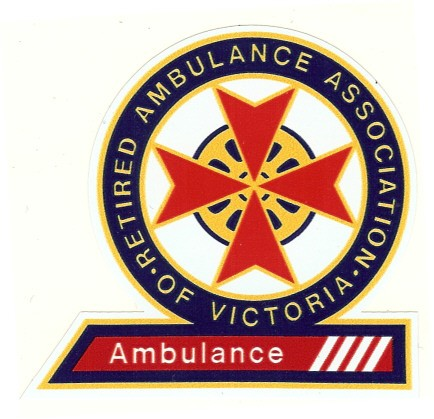 • RETIRED AMBULANCE ASSOCIATION •
OF VICTORIA
Ambulance